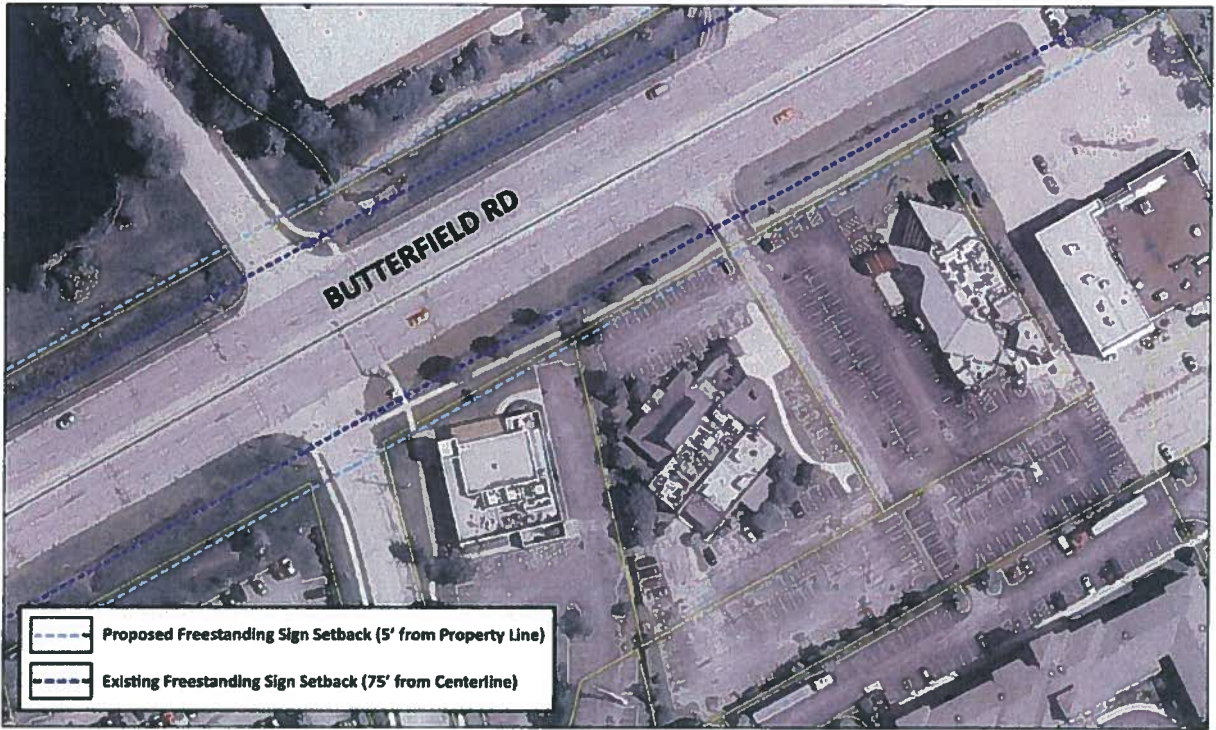 BUTTERFIELD RD
Proposed Freestanding Sign Setback (5' from Property Line)
Existing Freestanding Sign Setback (75' from Centerline)